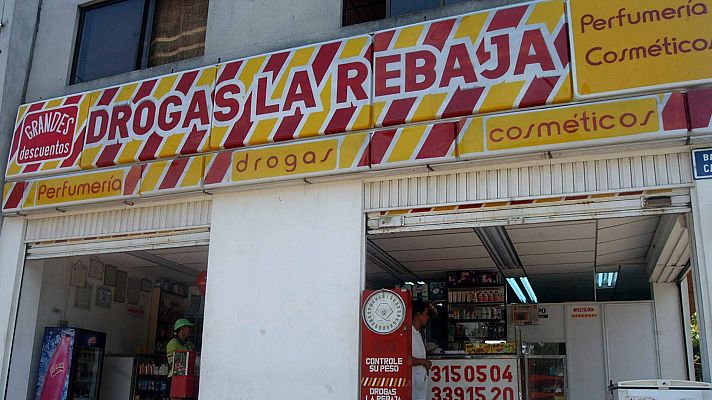 GRANDES
descuentos
DROGAS LA REBAJA
Perfumería
Cosméticos
Perfumería
drogas
cosméticos
CONTROLE
SU PESO
DROGAS
LA REBAJA
3150504
3391520